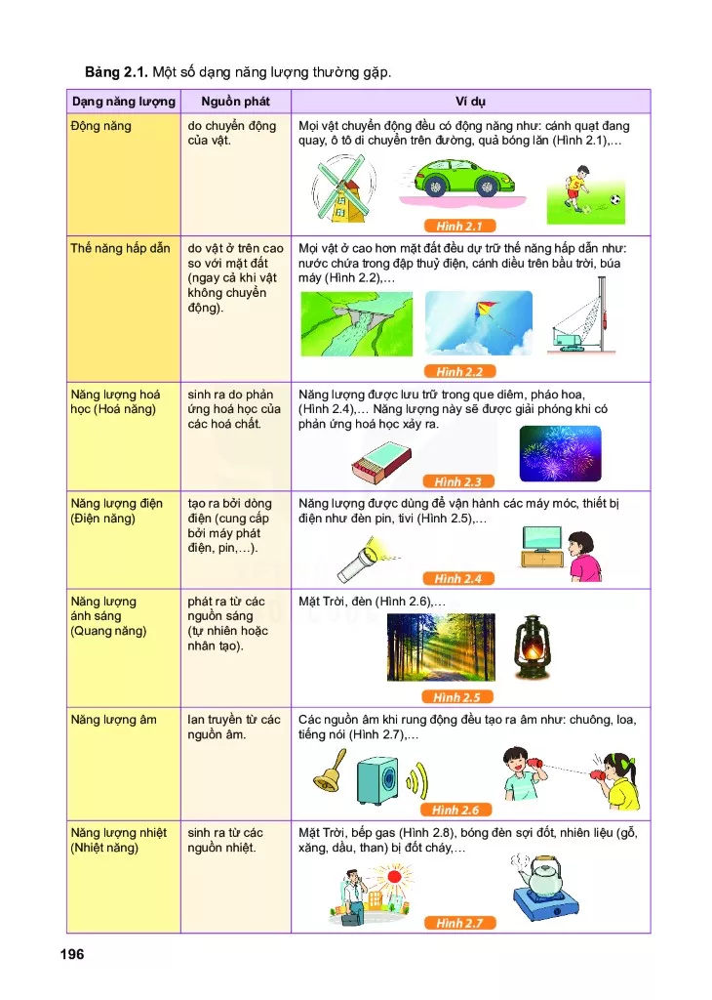 Bảng 2.1. Một số dạng năng lượng thường gặp.
Dạng năng lượng
Nguồn phát
Ví dụ
Động năng
do chuyển động
của vật.
Mọi vật chuyển động đều có động năng như: cánh quạt đang
quay, ô tô di chuyển trên đường, quả bóng lăn (Hình 2.1),…
5
Hình 2.1
Thế năng hấp dẫn
do vật ở trên cao
so với mặt đất
(ngay cả khi vật
không chuyển
động).
Mọi vật ở cao hơn mặt đất đều dự trữ thế năng hấp dẫn như:
nước chứa trong đập thuỷ điện, cánh diều trên bầu trời, búa
máy (Hình 2.2),…
Hình 2.2
Năng lượng hoá
học (Hoá năng)
sinh ra do phản
ứng hoá học của
các hoá chất.
Năng lượng được lưu trữ trong que diêm, pháo hoa,
(Hình 2.4),… Năng lượng này sẽ được giải phóng khi có
phản ứng hoá học xảy ra.
Hình 2.3
Năng lượng điện
(Điện năng)
tạo ra bởi dòng
điện (cung cấp
bởi máy phát
điện, pin,…).
Năng lượng được dùng để vận hành các máy móc, thiết bị
điện như đèn pin, tivi (Hình 2.5),…
Hình 2.4
Năng lượng
ánh sáng
(Quang năng)
phát ra từ các
nguồn sáng
(tự nhiên hoặc
nhân tạo).
Mặt Trời, đèn (Hình 2.6),…
Hình 2.5
Năng lượng âm
lan truyền từ các
nguồn âm.
Các nguồn âm khi rung động đều tạo ra âm như: chuông, loa,
tiếng nói (Hình 2.7),…
Hình 2.6
Năng lượng nhiệt
(Nhiệt năng)
sinh ra từ các
nguồn nhiệt.
Mặt Trời, bếp gas (Hình 2.8), bóng đèn sợi đốt, nhiên liệu (gỗ,
xăng, dầu, than) bị đốt cháy,…
Hình 2.7
196